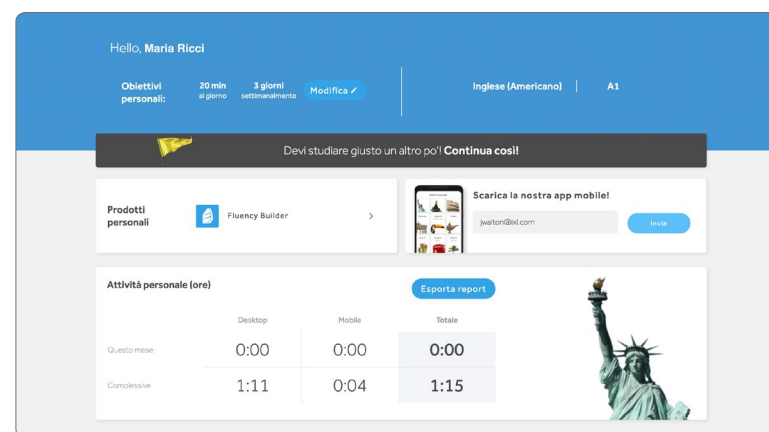 Hello, Maria Ricci
Obiettivi personali:
20 min al giorno
3 giorni settimanalmente
Modifica
Inglese (Americano) | A1
Devi studiare giusto un altro po'! Continua così!
Prodotti personali
Fluency Builder
Scarica la nostra app mobile!
jwalton@ixl.com
Invia
Attività personale (ore)
Esporta report
Desktop Mobile Totale
Questo mese 0:00 0:00 0:00
Complessive 1:11 0:04 1:15